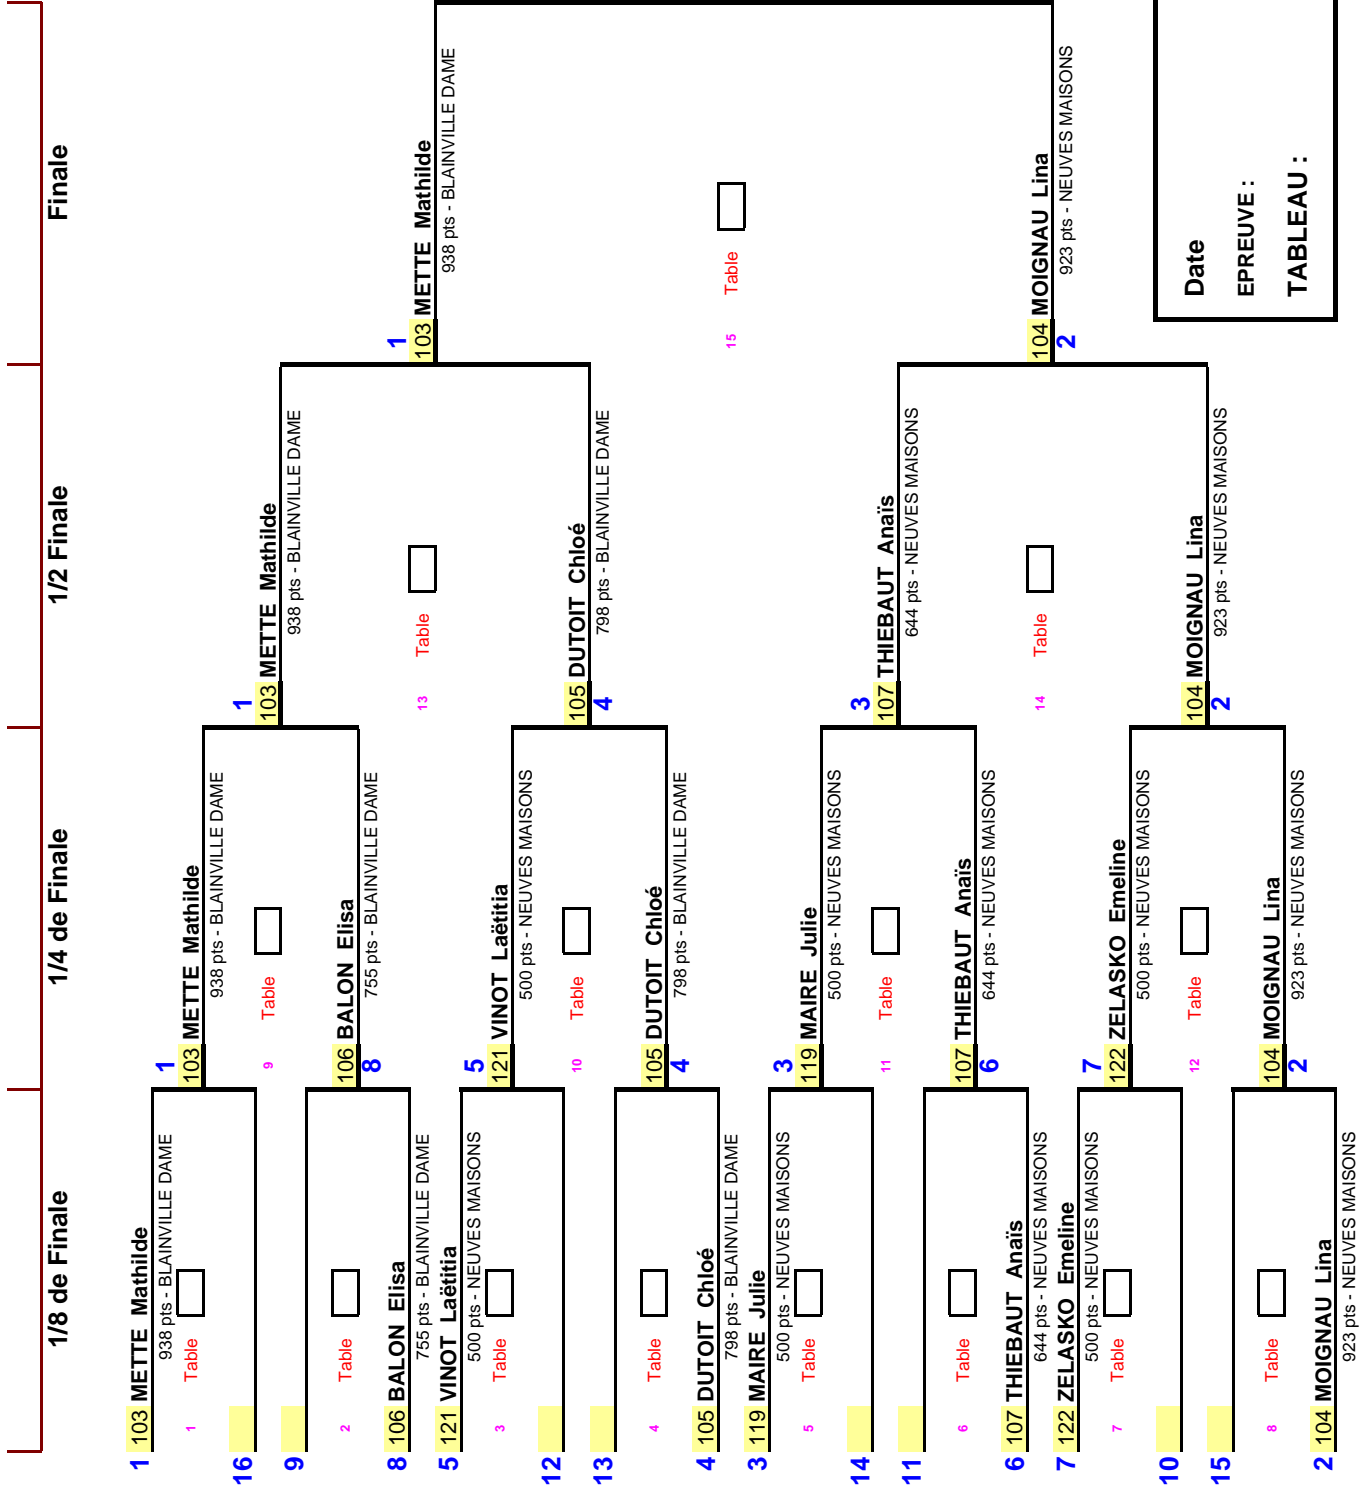 1/8 de Finale
1/4 de Finale
1/2 Finale
Finale
1 103 METTE Mathilde
938 pts - BLAINVILLE DAME
1 Table
16
9
2 Table
8 106 BALON Elisa
755 pts - BLAINVILLE DAME
5 121 VINOT Laëtitia
500 pts - NEUVES MAISONS
3 Table
12
13
4 Table
4 105 DUTOIT Chloé
798 pts - BLAINVILLE DAME
3 119 MAIRE Julie
500 pts - NEUVES MAISONS
5 Table
14
11
6 Table
6 107 THIEBAUT Anaïs
644 pts - NEUVES MAISONS
7 122 ZELASKO Emeline
500 pts - NEUVES MAISONS
7 Table
10
15
8 Table
2 104 MOIGNAU Lina
923 pts - NEUVES MAISONS
1
103 METTE Mathilde
938 pts - BLAINVILLE DAME
9 Table
106 BALON Elisa
8
755 pts - BLAINVILLE DAME
5
121 VINOT Laëtitia
500 pts - NEUVES MAISONS
10 Table
105 DUTOIT Chloé
4
798 pts - BLAINVILLE DAME
3
119 MAIRE Julie
500 pts - NEUVES MAISONS
11 Table
107 THIEBAUT Anaïs
6
644 pts - NEUVES MAISONS
7
122 ZELASKO Emeline
500 pts - NEUVES MAISONS
12 Table
104 MOIGNAU Lina
2
923 pts - NEUVES MAISONS
1
103 METTE Mathilde
938 pts - BLAINVILLE DAME
13 Table
105 DUTOIT Chloé
4
798 pts - BLAINVILLE DAME
3
107 THIEBAUT Anaïs
644 pts - NEUVES MAISONS
14 Table
104 MOIGNAU Lina
2
923 pts - NEUVES MAISONS
1
103 METTE Mathilde
938 pts - BLAINVILLE DAME
15 Table
104 MOIGNAU Lina
2
923 pts - NEUVES MAISONS
Date
EPREUVE :
TABLEAU :